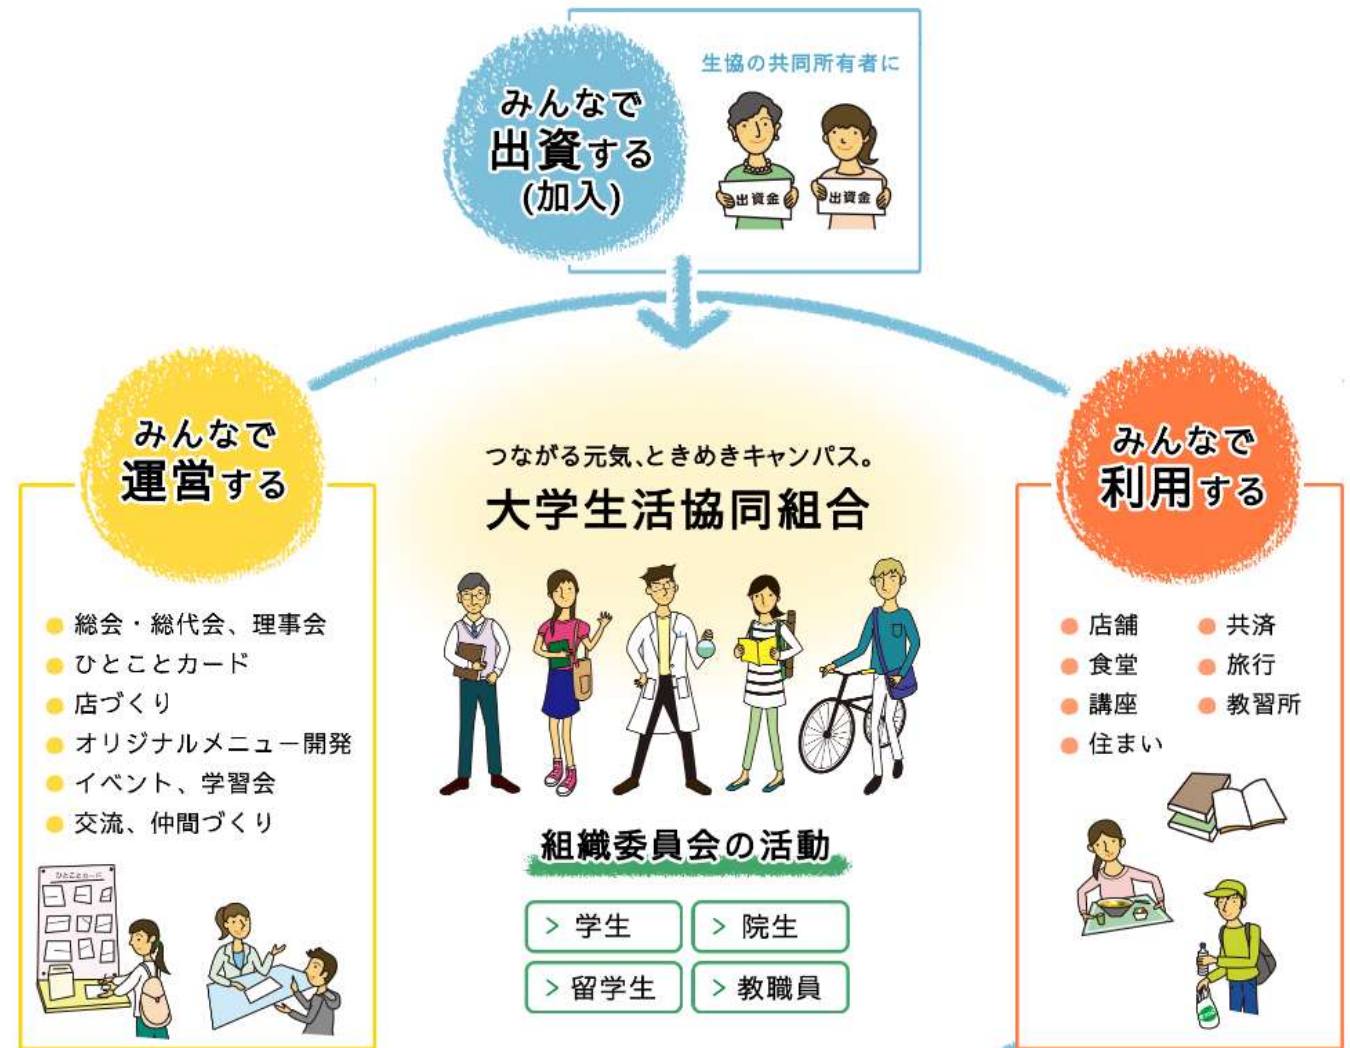 みんなで
出資する
(加入)
生協の共同所有者に
出資金
出資金
みんなで
運営する
総会・総代会、理事会
ひとことカード
店づくり
オリジナルメニュー開発
イベント、学習会
交流、仲間づくり
ひとことカード
つながる元気、ときめきキャンパス。
大学生活協同組合
組織委員会の活動
> 学生
> 院生
> 留学生
> 教職員
みんなで
利用する
店舗
共済
食堂
旅行
講座
教習所
住まい